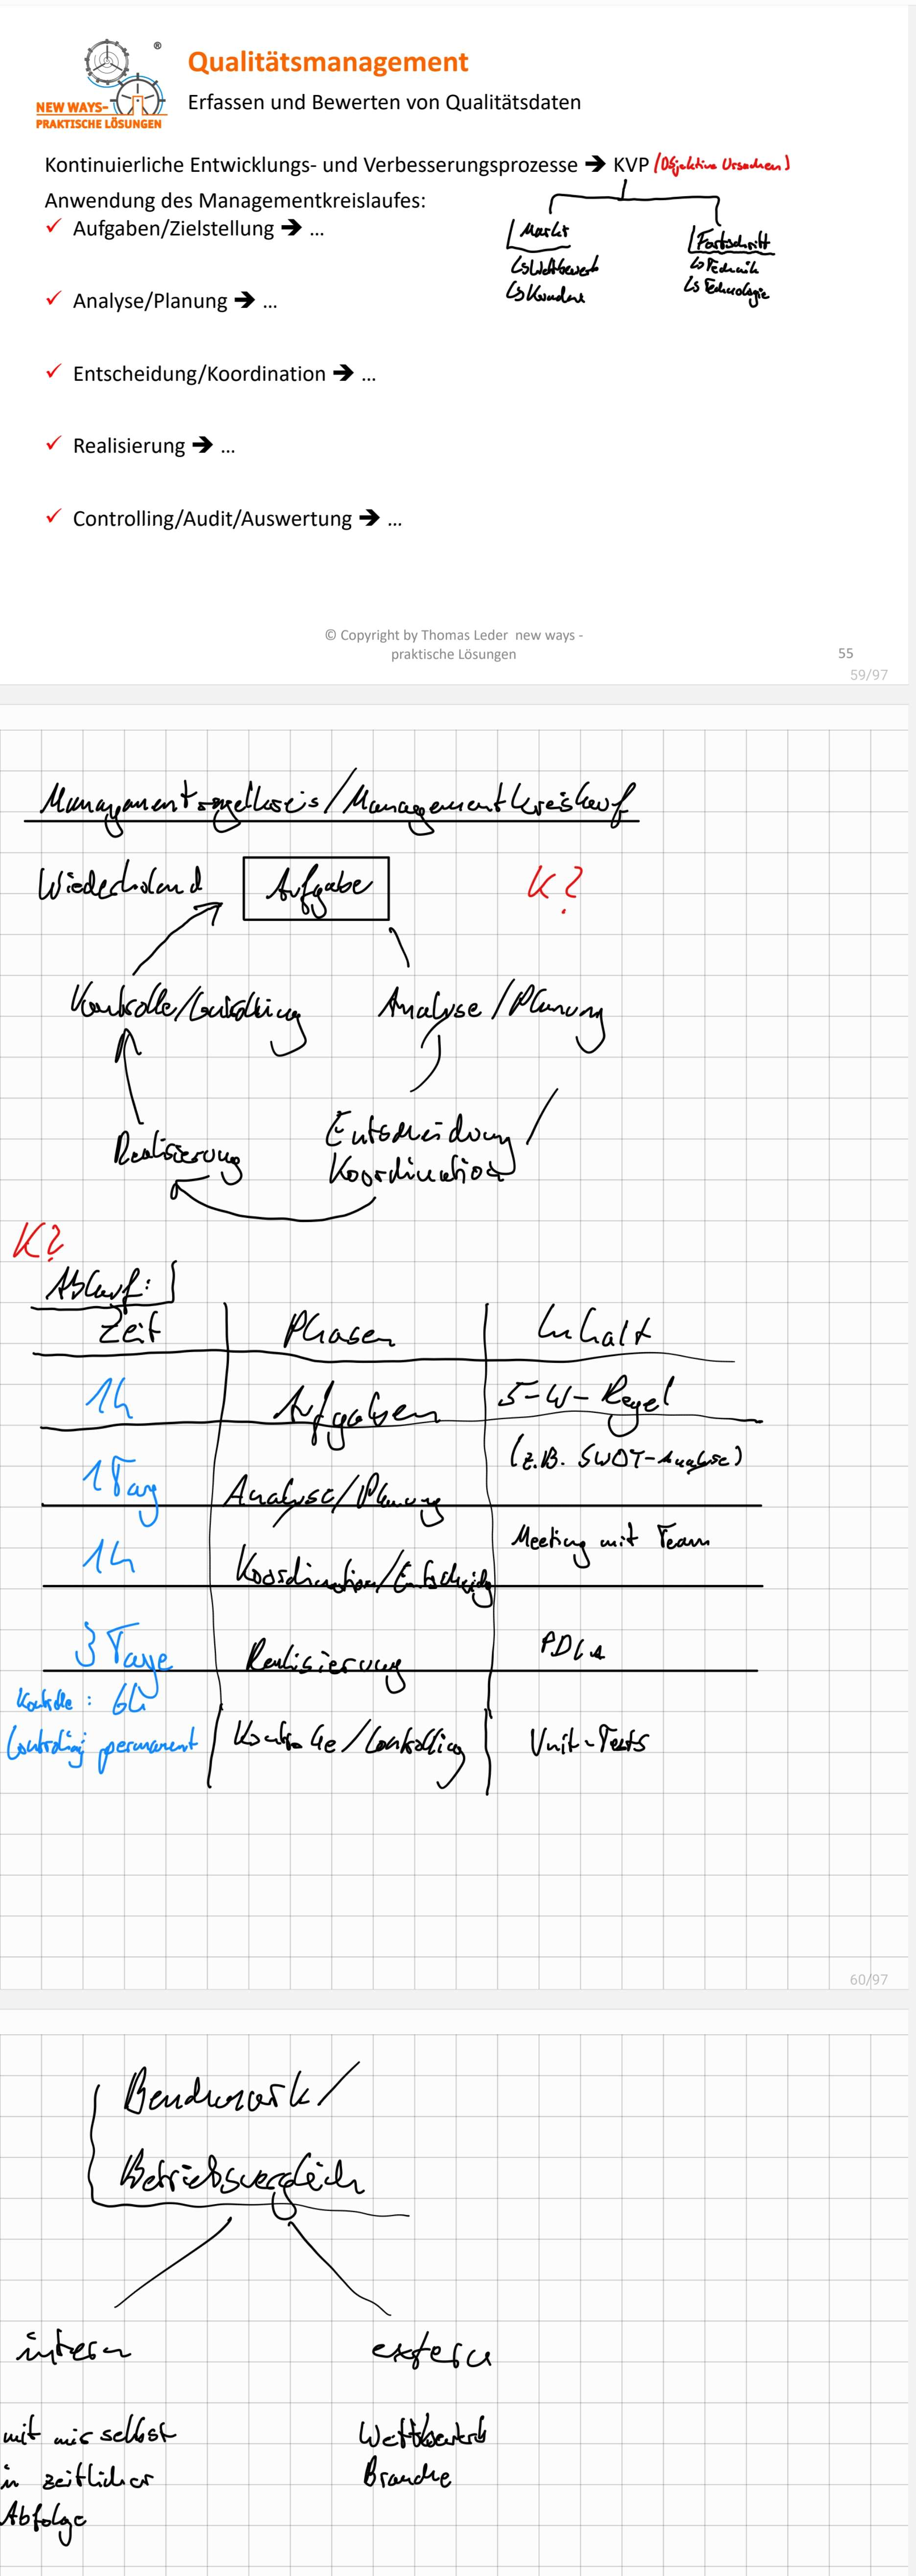 ®
NEW WAYS-
PRAKTISCHE LÖSUNGEN
Qualitätsmanagement
Erfassen und Bewerten von Qualitätsdaten
Kontinuierliche Entwicklungs- und Verbesserungsprozesse ➔ KVP (Objektive Ursachen)
Anwendung des Managementkreislaufes:
✓ Aufgaben/Zielstellung ➔ ...
Markt
↳ Wettbewerb
↳ Kunden
Fortschritt
↳ Technik
↳ Technologie
✓ Analyse/Planung ➔ ...
✓ Entscheidung/Koordination ➔ ...
✓ Realisierung ➔ ...
✓ Controlling/Audit/Auswertung ➔ ...
© Copyright by Thomas Leder new ways -
praktische Lösungen
55
59/97
Managementregelkreis/Managementkreislauf
Wiederholend Aufgabe K?
Kontrolle/Controlling Analyse/Planung
Realisierung
Entscheidung/
Koordination
K?
Ablauf:
Zeit Phasen Inhalt
1h Aufgaben 5-W-Regel
1 Tag Analyse/Planung (z.B. SWOT-Analyse)
1h Koordination/Entscheidg Meeting mit Team
3 Tage Realisierung PDCA
Kontrolle: 6h
Controlling permanent Kontrolle/Controlling Unit-Tests
60/97
Benchmark/
Betriebsvergleich
intern extern
mit mir selbst Wettbewerb
in zeitlicher Branche
Abfolge